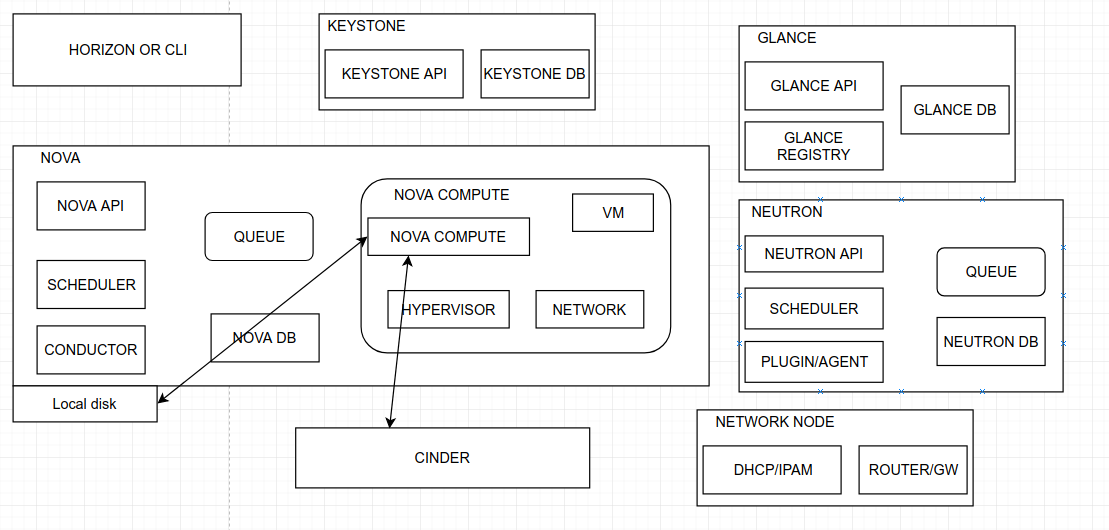 HORIZON OR CLI
KEYSTONE
KEYSTONE API
KEYSTONE DB
GLANCE
GLANCE API
GLANCE DB
GLANCE
REGISTRY
NOVA
NOVA API
QUEUE
SCHEDULER
CONDUCTOR
NOVA DB
NOVA COMPUTE
VM
NOVA COMPUTE
HYPERVISOR
NETWORK
Local disk
CINDER
NEUTRON
NEUTRON API
QUEUE
SCHEDULER
NEUTRON DB
PLUGIN/AGENT
NETWORK NODE
DHCP/IPAM
ROUTER/GW